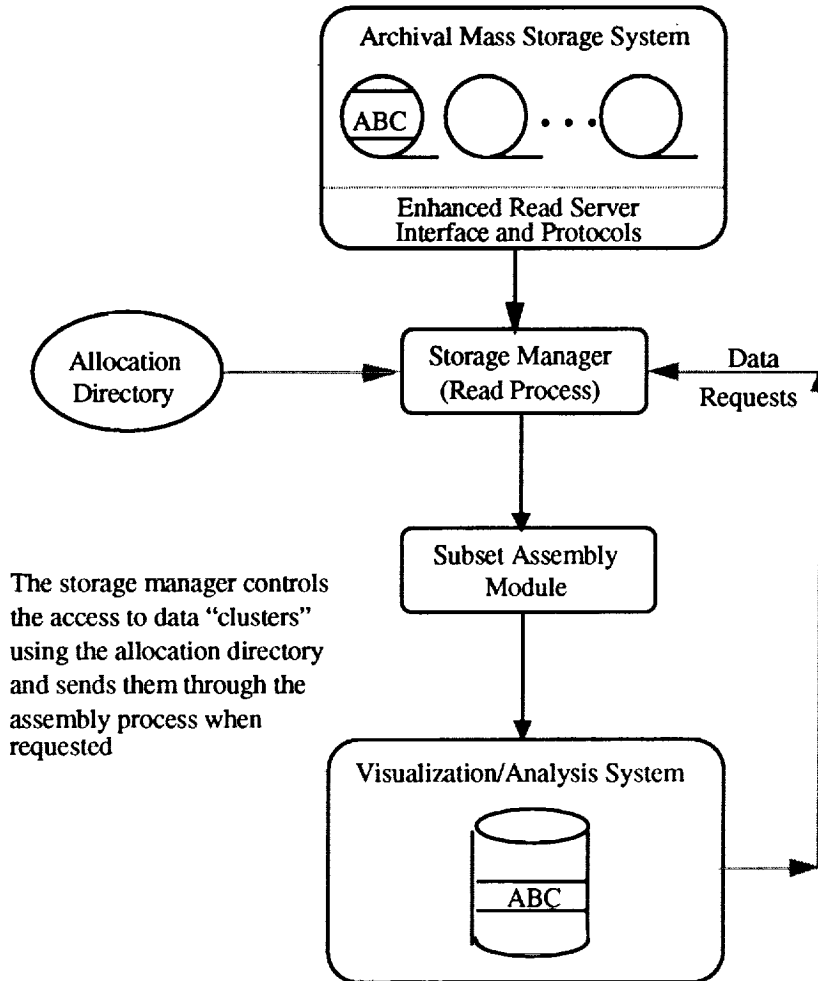 Archival Mass Storage System
ABC
Enhanced Read Server
Interface and Protocols
Allocation
Directory
Storage Manager
(Read Process)
Data
Requests
Subset Assembly
Module
The storage manager controls
the access to data “clusters”
using the allocation directory
and sends them through the
assembly process when
requested
Visualization/Analysis System
ABC